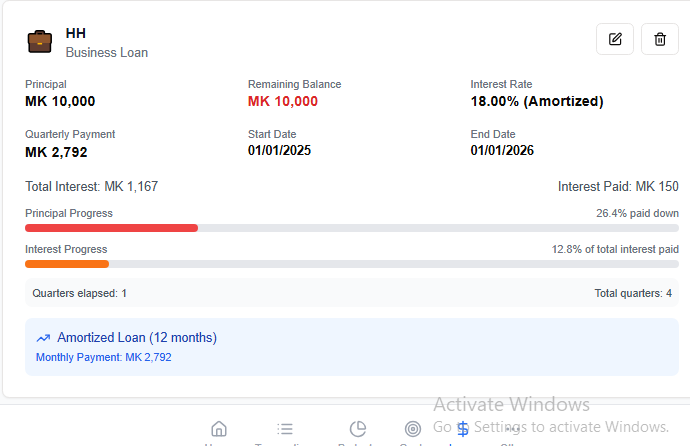 HH
Business Loan
Principal
MK 10,000
Remaining Balance
MK 10,000
Interest Rate
18.00% (Amortized)
Quarterly Payment
MK 2,792
Start Date
01/01/2025
End Date
01/01/2026
Total Interest: MK 1,167
Interest Paid: MK 150
Principal Progress
26.4% paid down
Interest Progress
12.8% of total interest paid
Quarters elapsed: 1
Total quarters: 4
Amortized Loan (12 months)
Monthly Payment: MK 2,792
Activate Windows
Go to Settings to activate Windows.